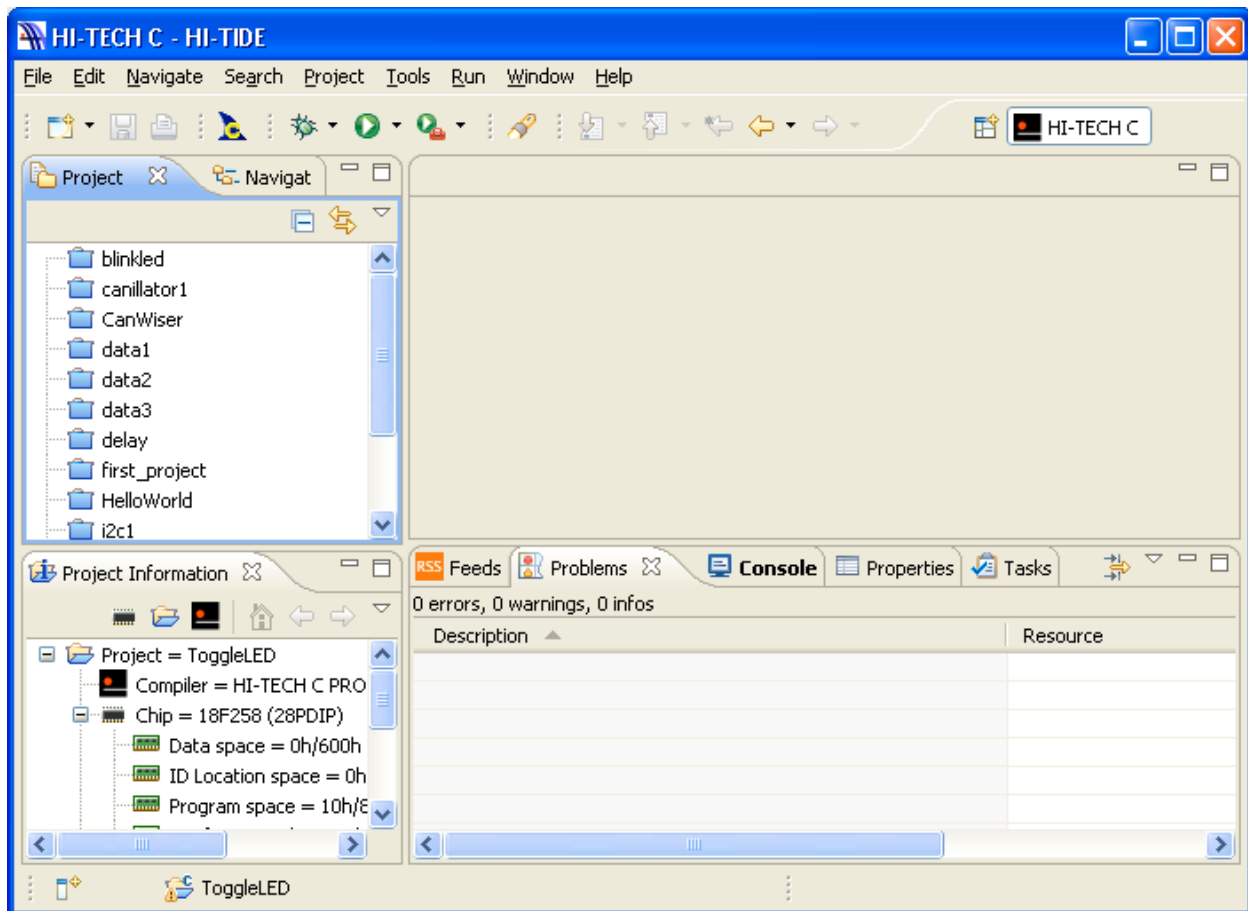 HI-TECH C - HI-TIDE
File Edit Navigate Search Project Tools Run Window Help
HI-TECH C
Project Navigat
blinkled
canillator1
CanWiser
data1
data2
data3
delay
first_project
HelloWorld
i2c1
Project Information
Project = ToggleLED
Compiler = HI-TECH C PRO
Chip = 18F258 (28PDIP)
Data space = 0h/600h
ID Location space = 0h
Program space = 10h/8
RSS Feeds Problems Console Properties Tasks
0 errors, 0 warnings, 0 infos
Description Resource
ToggleLED